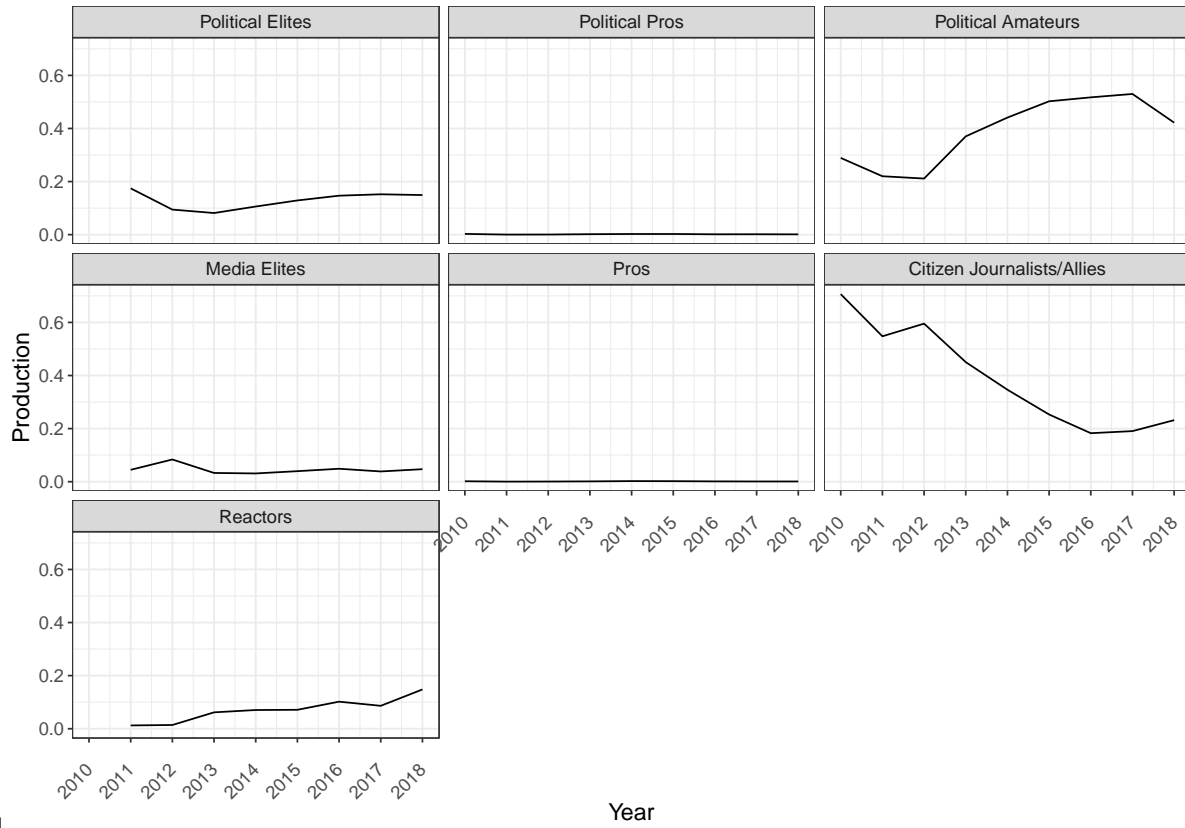 Political Elites
Political Pros
Political Amateurs
0.6
0.4
0.2
0.0
Media Elites
Pros
Citizen Journalists/Allies
0.6
0.4
0.2
0.0
Production
Reactors
2010 2011 2012 2013 2014 2015 2016 2017 2018
2010 2011 2012 2013 2014 2015 2016 2017 2018
0.6
0.4
0.2
0.0
2010 2011 2012 2013 2014 2015 2016 2017 2018
Year